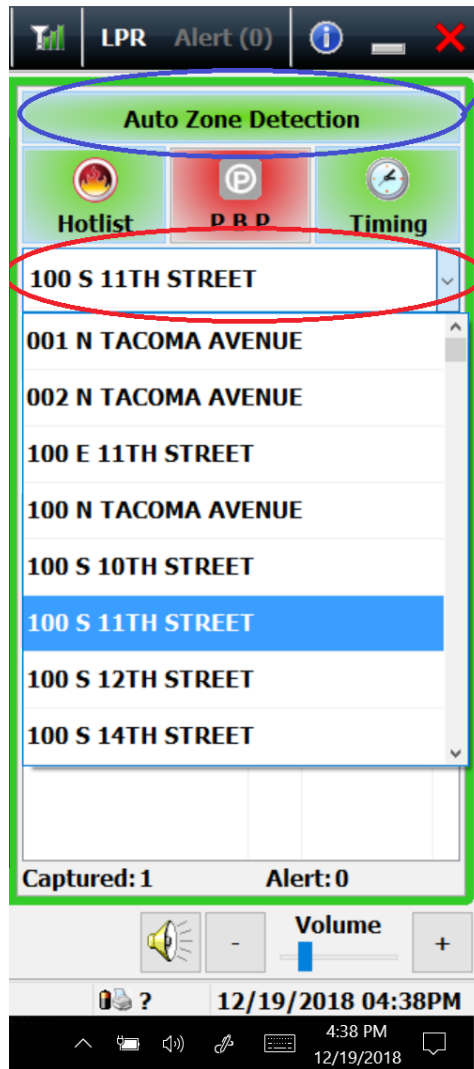 LPR Alert (0)
Auto Zone Detection
Hotlist P.B.P. Timing
100 S 11TH STREET
001 N TACOMA AVENUE
002 N TACOMA AVENUE
100 E 11TH STREET
100 N TACOMA AVENUE
100 S 10TH STREET
100 S 11TH STREET
100 S 12TH STREET
100 S 14TH STREET
Captured: 1 Alert: 0
Volume
- +
? 12/19/2018 04:38PM
4:38 PM
12/19/2018